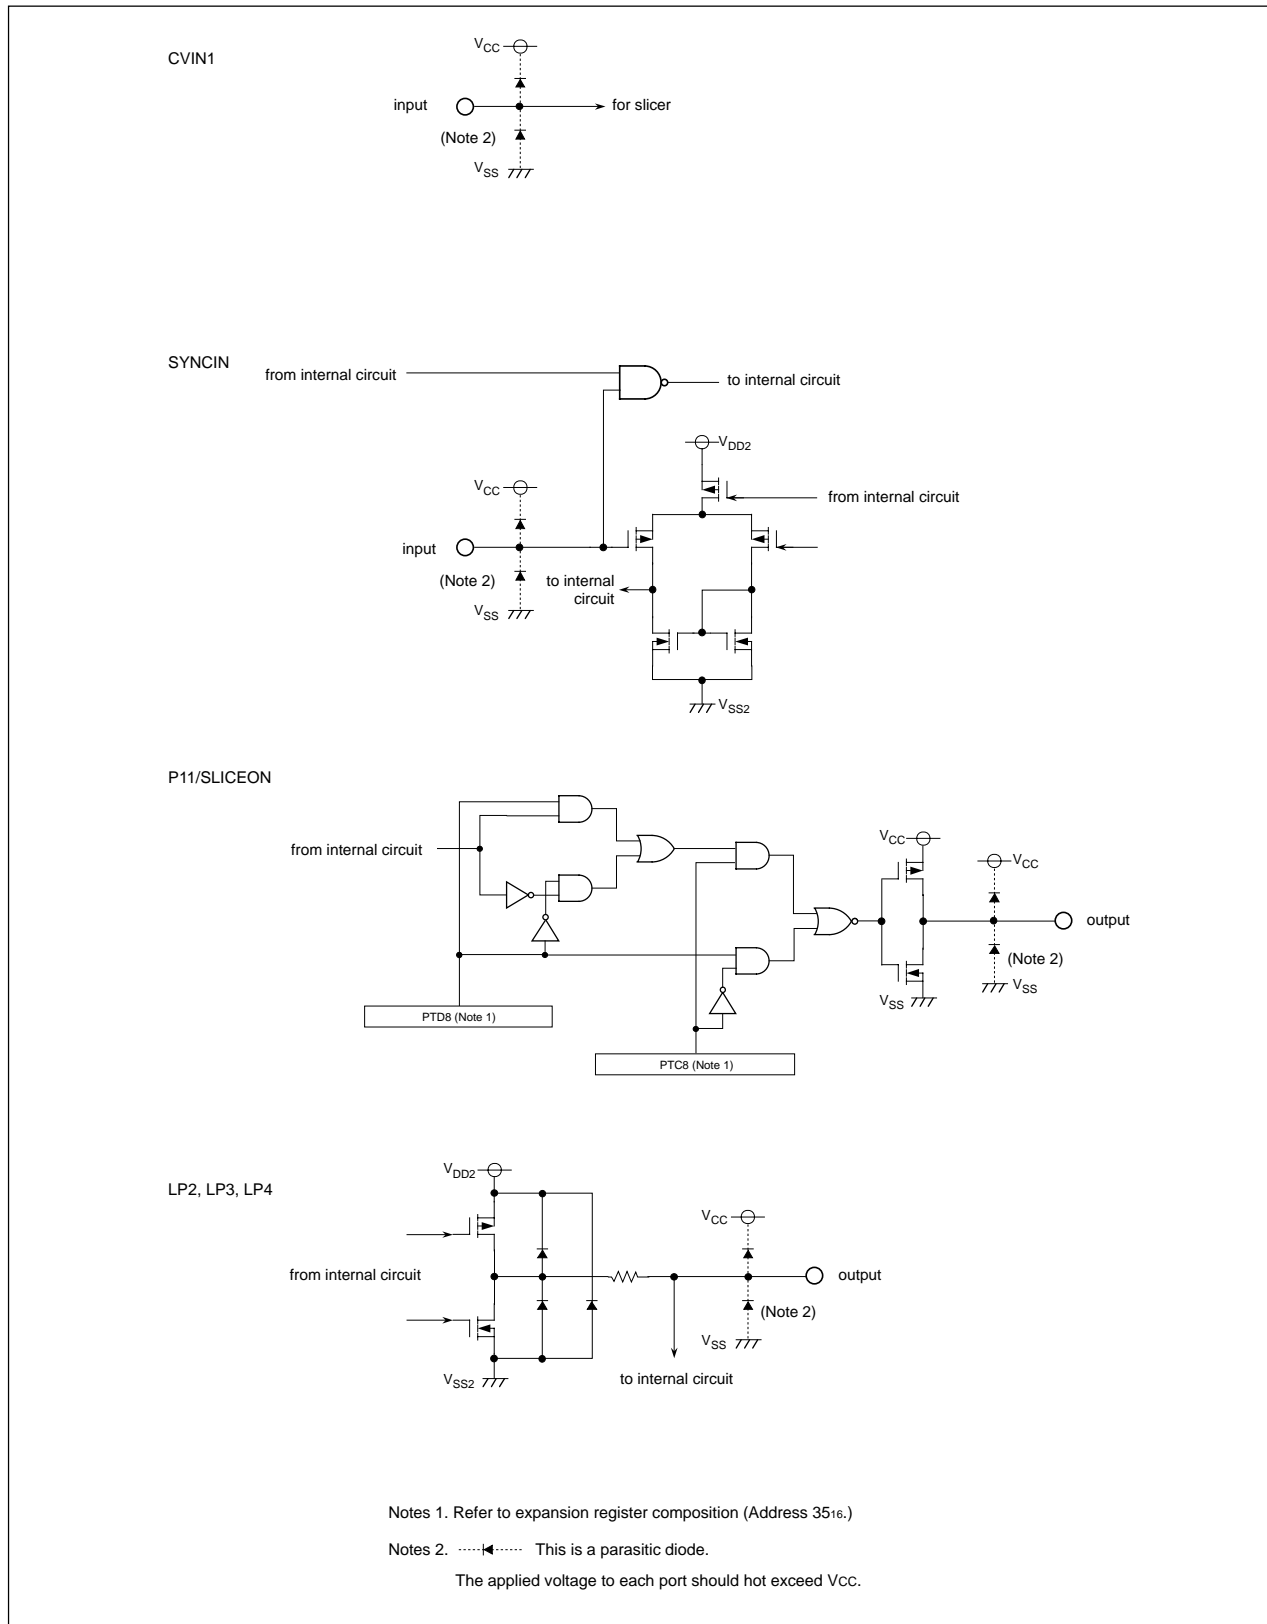 CVIN1
VCC
input
for slicer
(Note 2)
VSS
SYNCIN
from internal circuit
to internal circuit
VDD2
VCC
from internal circuit
input
(Note 2)
to internal
circuit
VSS
VSS2
P11/SLICEON
from internal circuit
VCC
VCC
output
(Note 2)
VSS
VSS
PTD8 (Note 1)
PTC8 (Note 1)
LP2, LP3, LP4
VDD2
VCC
from internal circuit
output
(Note 2)
VSS
VSS2
to internal circuit
Notes 1. Refer to expansion register composition (Address 3516.)
Notes 2. This is a parasitic diode.
The applied voltage to each port should hot exceed VCC.